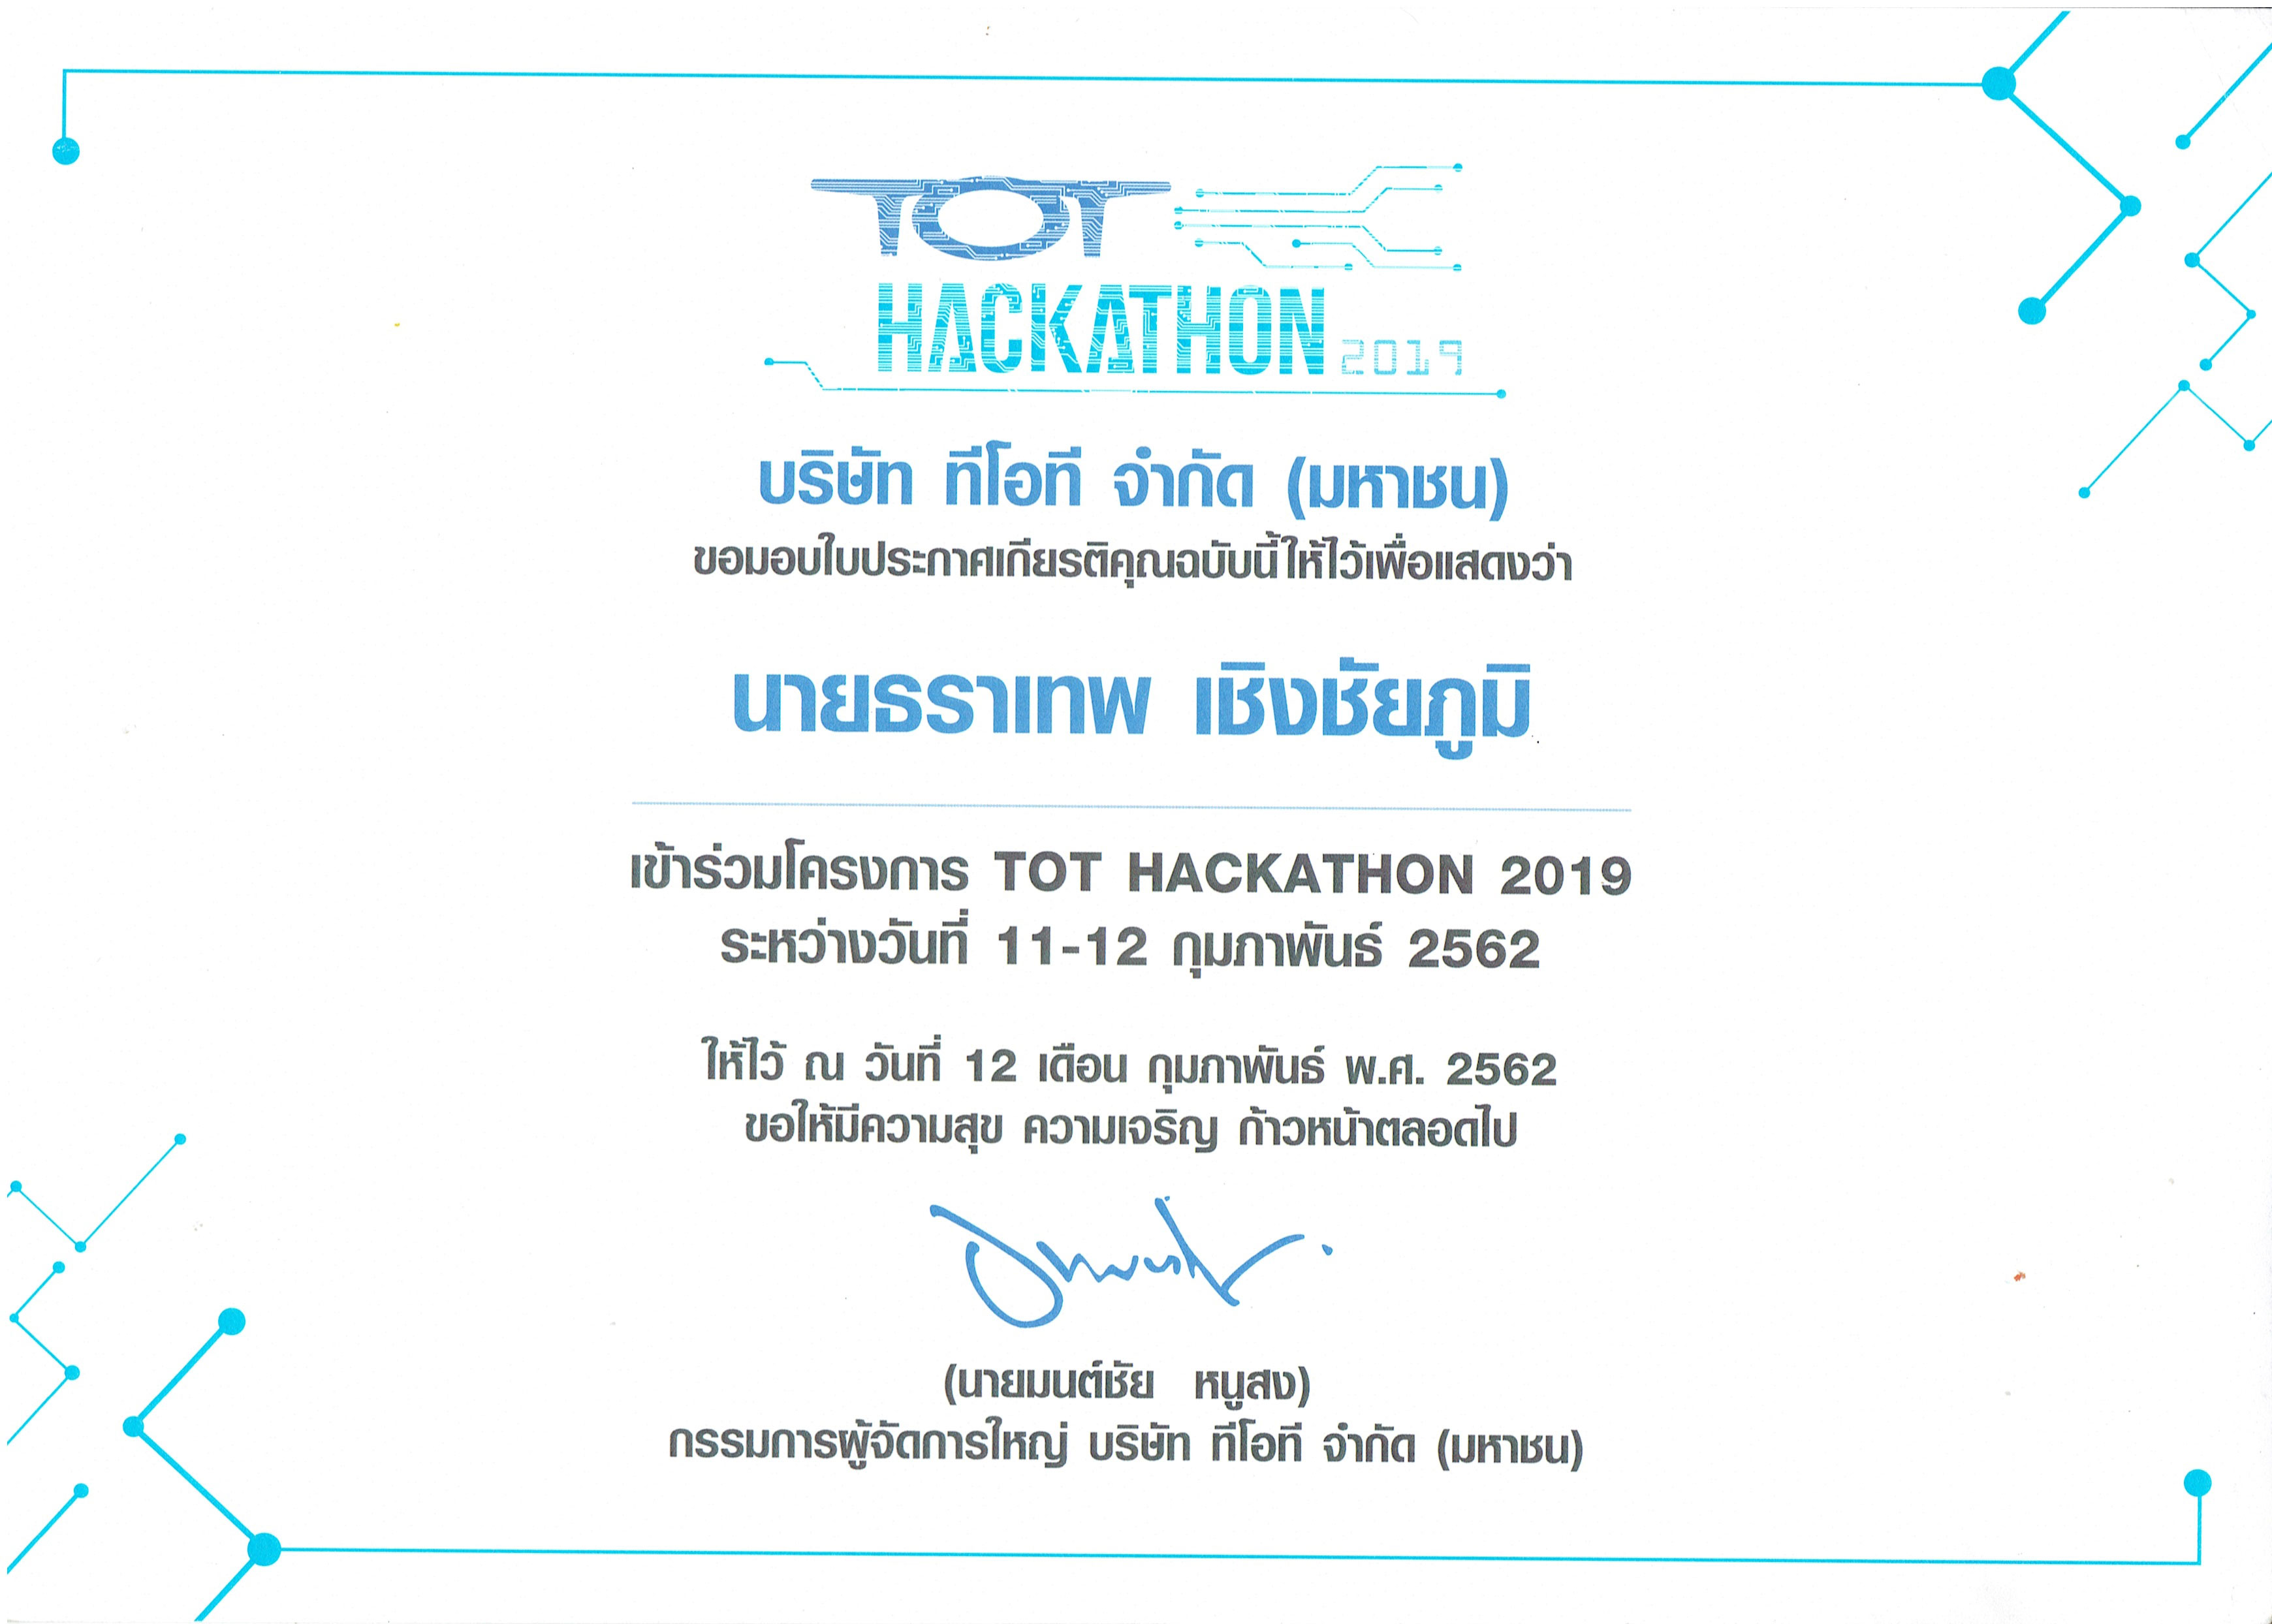 TOT
HACKATHON 2019
บริษัท ทีโอที จำกัด (มหาชน)
ขอมอบใบประกาศเกียรติคุณฉบับนี้ให้ไว้เพื่อแสดงว่า
นายธราเทพ เชิงชัยภูมิ
เข้าร่วมโครงการ TOT HACKATHON 2019
ระหว่างวันที่ 11-12 กุมภาพันธ์ 2562
ให้ไว้ ณ วันที่ 12 เดือน กุมภาพันธ์ พ.ศ. 2562
ขอให้มีความสุข ความเจริญ ก้าวหน้าตลอดไป
(นายมนต์ชัย หนูสง)
กรรมการผู้จัดการใหญ่ บริษัท ทีโอที จำกัด (มหาชน)